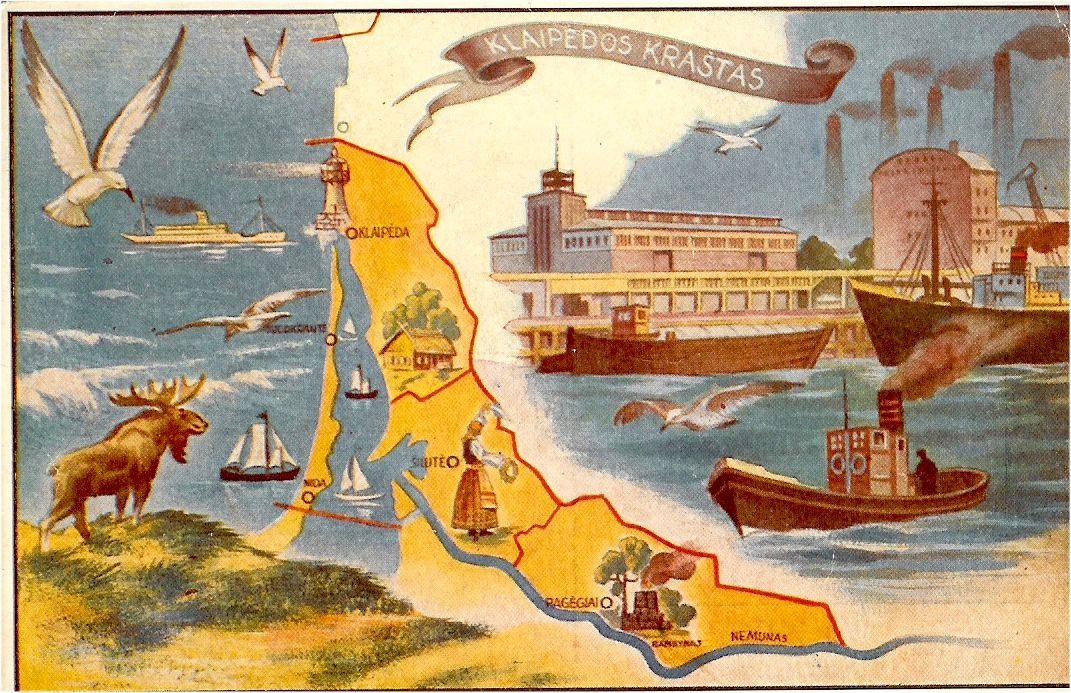 KLAIPĖDOS KRAŠTAS
KLAIPĖDA
JUODKRANTĖ
ŠILUTĖ
NIDA
PAGĖGIAI
RAMBYNAS
NEMUNAS